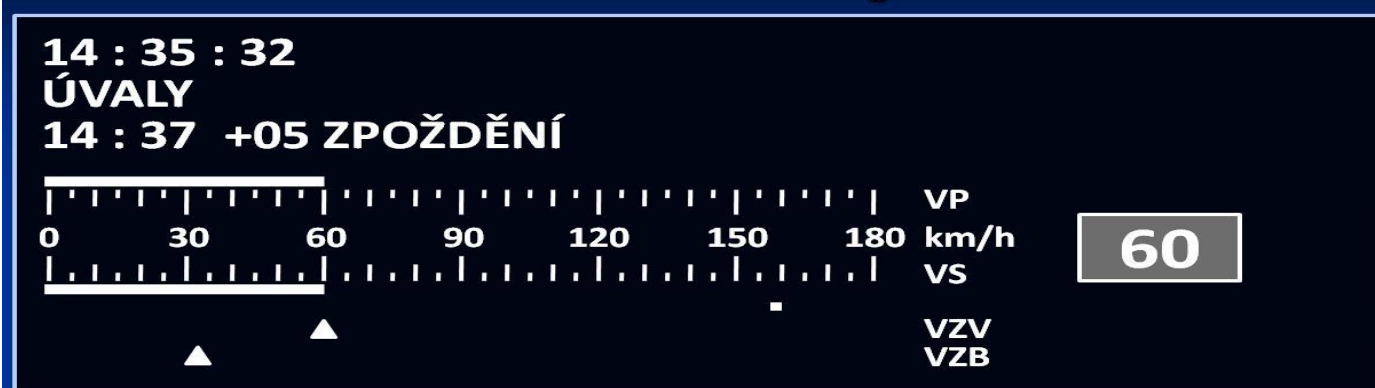 14 : 35 : 32
ÚVALY
14 : 37 +05 ZPOŽDĚNÍ
VP
0 30 60 90 120 150 180 km/h 60
VS
VZV
VZB